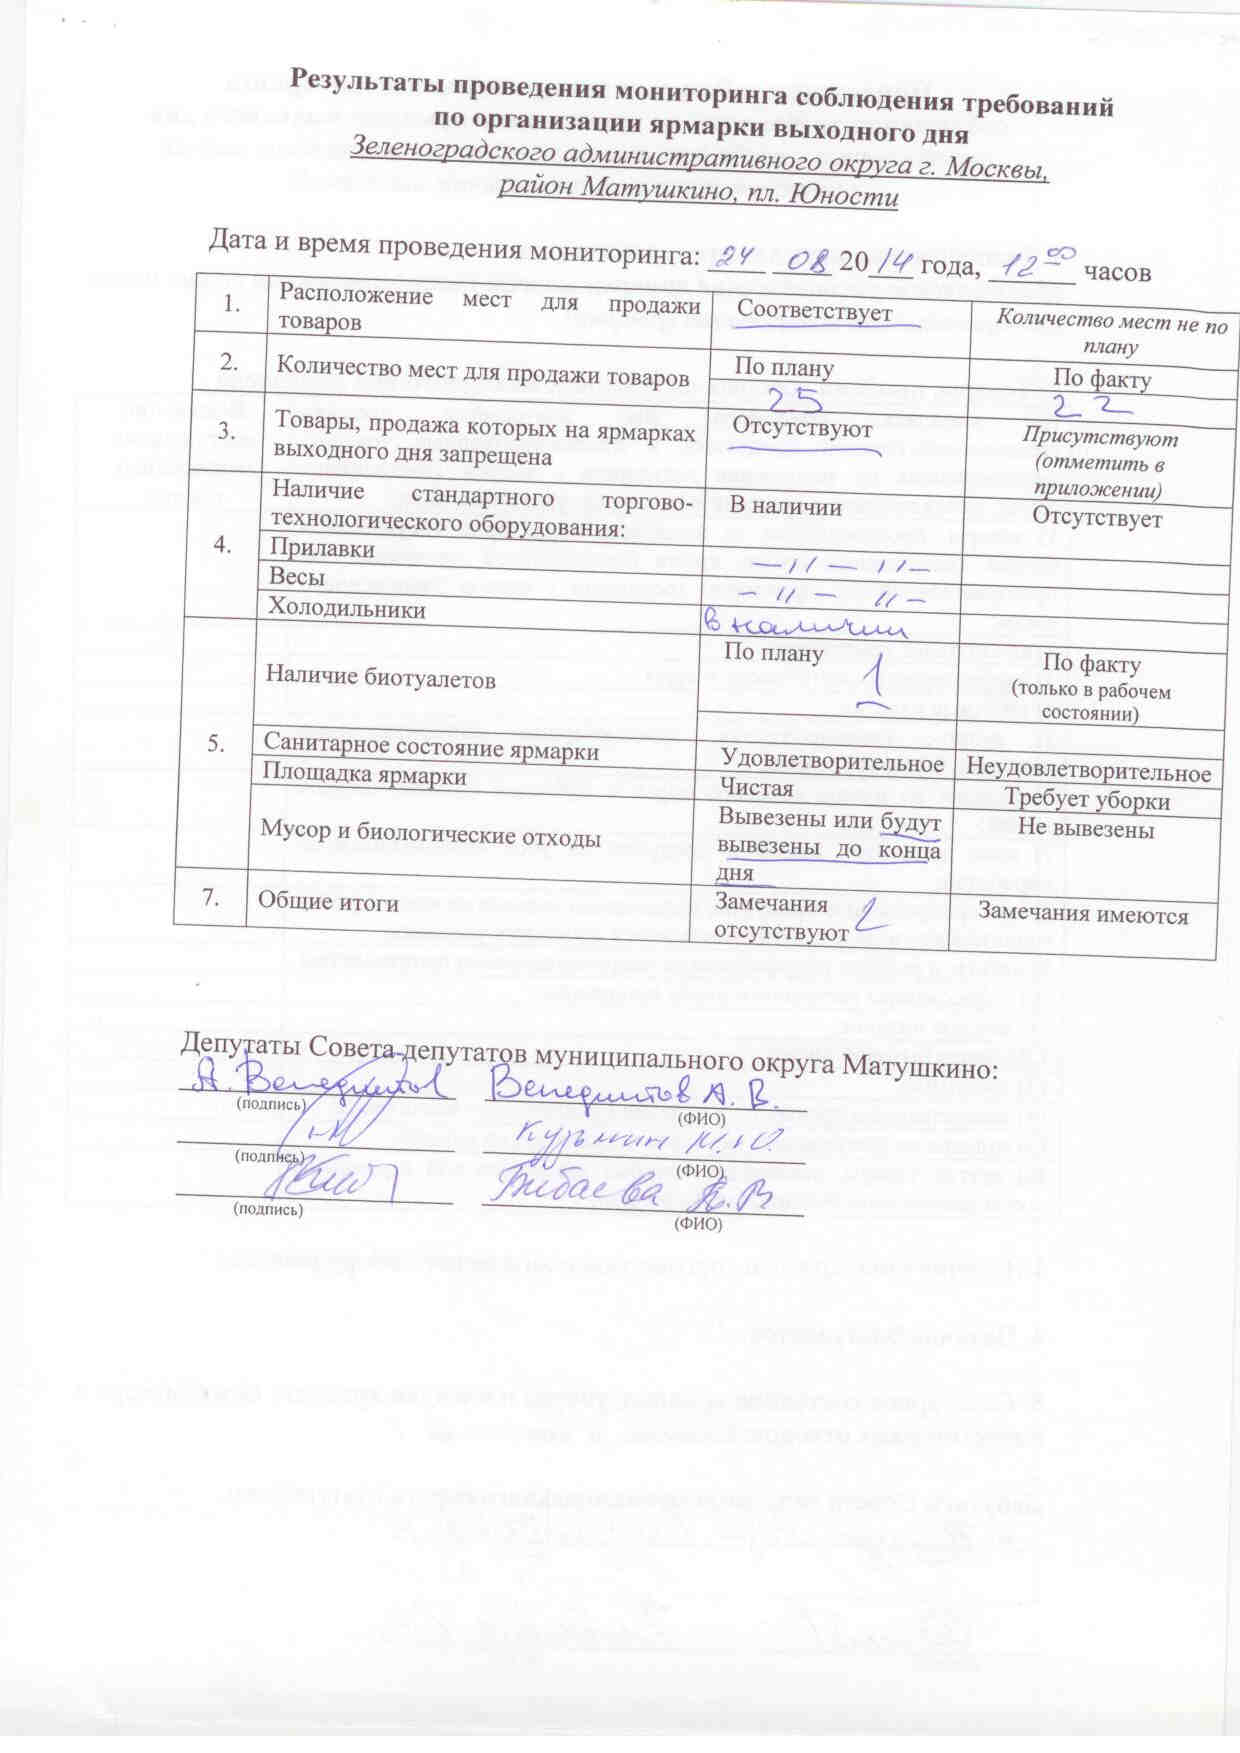 Результаты проведения мониторинга соблюдения требований
по организации ярмарки выходного дня
Зеленоградского административного округа г. Москвы,
район Матушкино, пл. Юности
Дата и время проведения мониторинга: 24 08 2014 года, 12 00 часов
1. Расположение мест для продажи товаров Соответствует Количество мест не по плану
2. Количество мест для продажи товаров По плану По факту
25 22
3. Товары, продажа которых на ярмарках выходного дня запрещена Отсутствуют Присутствуют (отметить в приложении)
4. Наличие стандартного торгово-технологического оборудования: В наличии Отсутствует
Прилавки — 11 — 11 —
Весы — 11 — 11 —
Холодильники в наличии
5. Наличие биотуалетов По плану 1 По факту (только в рабочем состоянии)
Санитарное состояние ярмарки Удовлетворительное Неудовлетворительное
Площадка ярмарки Чистая Требует уборки
Мусор и биологические отходы Вывезены или будут вывезены до конца дня Не вывезены
7. Общие итоги Замечания отсутствуют Замечания имеются
Депутаты Совета депутатов муниципального округа Матушкино:
А. Венедиктов Венедиктов А. В.
(подпись) (ФИО)
Кузьмин М.Ю.
(подпись) (ФИО)
(подпись) (ФИО)